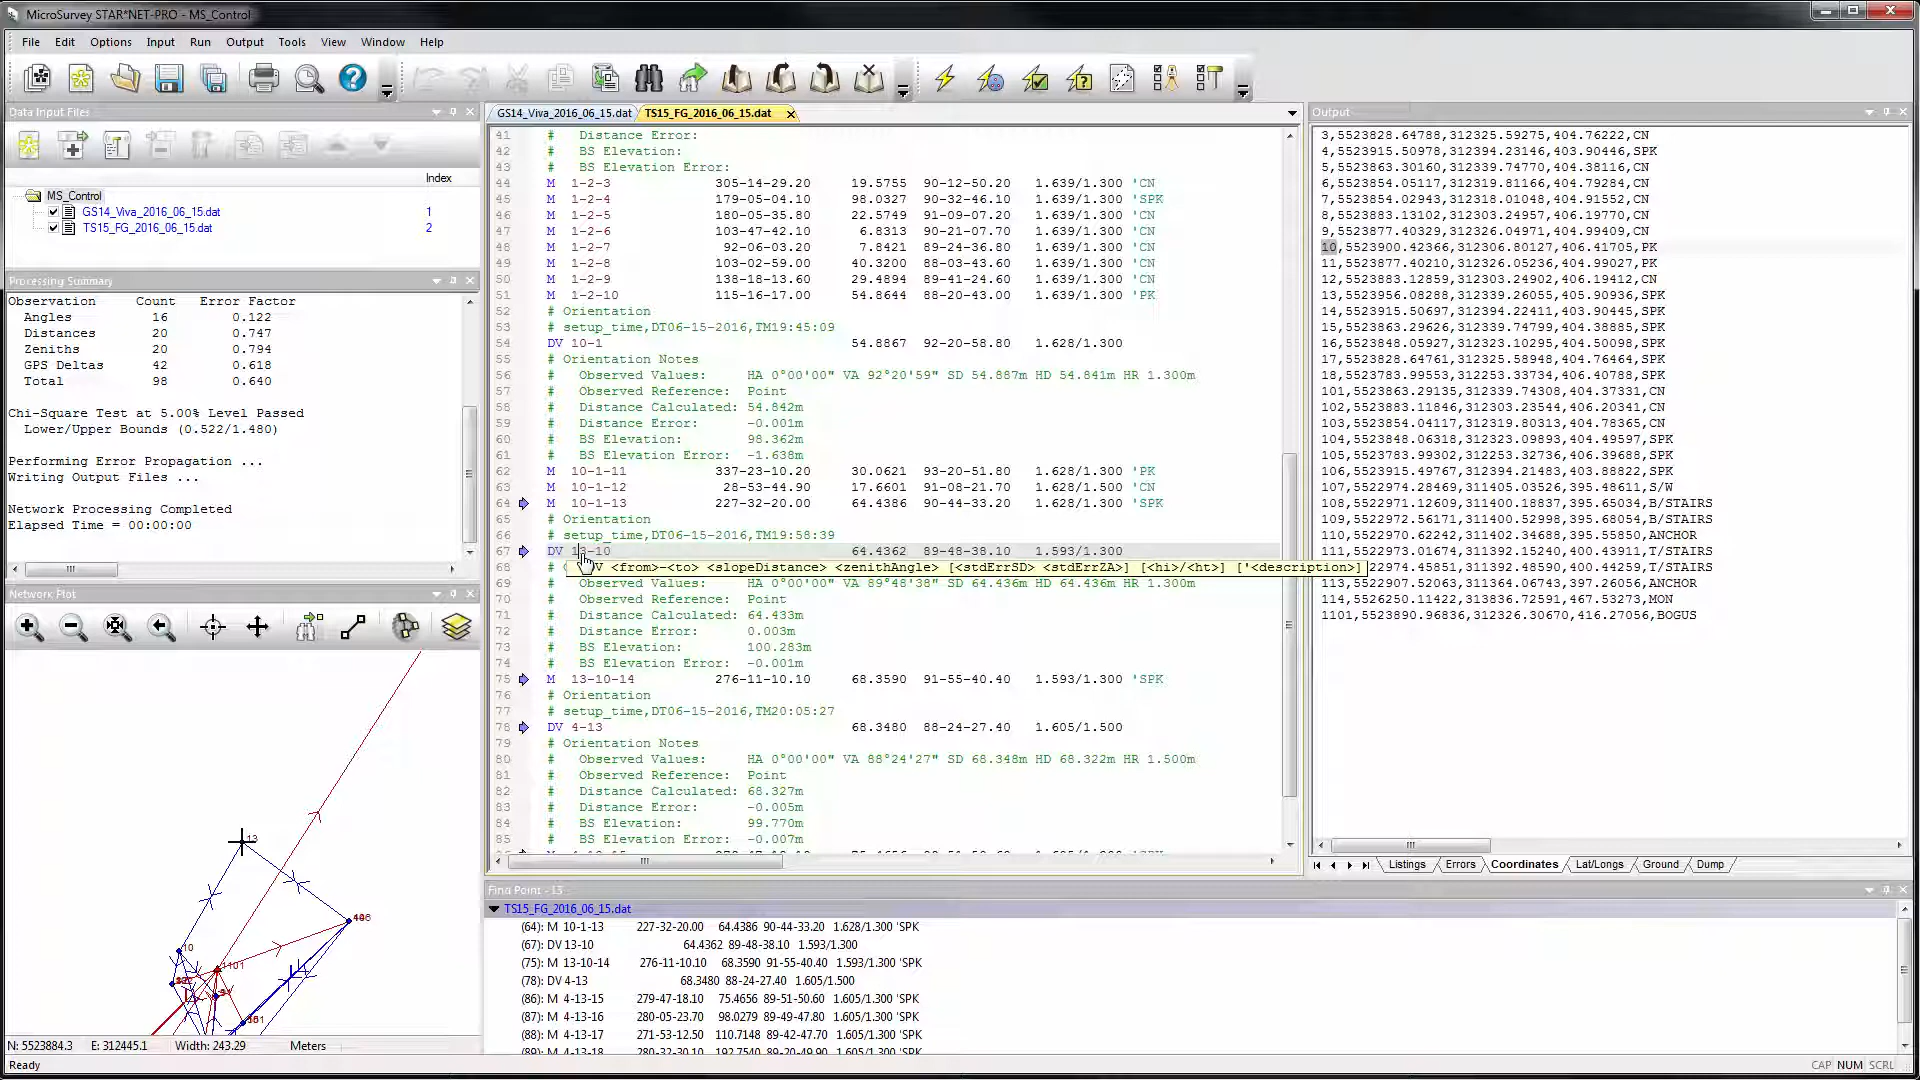 MicroSurvey STAR*NET-PRO - MS_Control
File Edit Options Input Run Output Tools View Window Help
Data Input Files
Index
MS_Control
GS14_Viva_2016_06_15.dat 1
TS15_FG_2016_06_15.dat 2
Processing Summary
Observation Count Error Factor
Angles 16 0.122
Distances 20 0.747
Zeniths 20 0.794
GPS Deltas 42 0.618
Total 98 0.640
Chi-Square Test at 5.00% Level Passed
Lower/Upper Bounds (0.522/1.480)
Performing Error Propagation ...
Writing Output Files ...
Network Processing Completed
Elapsed Time = 00:00:00
Network Plot
13
10
1101
N: 5523884.3 E: 312445.1 Width: 243.29 Meters
Ready
GS14_Viva_2016_06_15.dat TS15_FG_2016_06_15.dat
41 # Distance Error:
42 # BS Elevation:
43 # BS Elevation Error:
44 M 1-2-3 305-14-29.20 19.5755 90-12-50.20 1.639/1.300 'CN
45 M 1-2-4 179-05-04.10 98.0327 90-32-46.10 1.639/1.300 'SPK
46 M 1-2-5 180-05-35.80 22.5749 91-09-07.20 1.639/1.300 'CN
47 M 1-2-6 103-47-42.10 6.8313 90-21-07.70 1.639/1.300 'CN
48 M 1-2-7 92-06-03.20 7.8421 89-24-36.80 1.639/1.300 'CN
49 M 1-2-8 103-02-59.00 40.3200 88-03-43.60 1.639/1.300 'CN
50 M 1-2-9 138-18-13.60 29.4894 89-41-24.60 1.639/1.300 'CN
51 M 1-2-10 115-16-17.00 54.8644 88-20-43.00 1.639/1.300 'PK
52 # Orientation
53 # setup_time,DT06-15-2016,TM19:45:09
54 DV 10-1 54.8867 92-20-58.80 1.628/1.300
55 # Orientation Notes
56 # Observed Values: HA 0°00'00" VA 92°20'59" SD 54.887m HD 54.841m HR 1.300m
57 # Observed Reference: Point
58 # Distance Calculated: 54.842m
59 # Distance Error: -0.001m
60 # BS Elevation: 98.362m
61 # BS Elevation Error: -1.638m
62 M 10-1-11 337-23-10.20 30.0621 93-20-51.80 1.628/1.300 'PK
63 M 10-1-12 28-53-44.90 17.6601 91-08-21.70 1.628/1.300 'CN
64 M 10-1-13 227-32-20.00 64.4386 90-44-33.20 1.628/1.300 'SPK
65 # Orientation
66 # setup_time,DT06-15-2016,TM19:58:39
67 DV 13-10 64.4362 89-48-38.10 1.593/1.300
68 # V <from>-<to> <slopeDistance> <zenithAngle> [<stdErrSD> <stdErrZA>] [<hi>/<ht>] ['<description>]
69 # Observed Values: HA 0°00'00" VA 89°48'38" SD 64.436m HD 64.436m HR 1.300m
70 # Observed Reference: Point
71 # Distance Calculated: 64.433m
72 # Distance Error: 0.003m
73 # BS Elevation: 100.283m
74 # BS Elevation Error: -0.001m
75 M 13-10-14 276-11-10.10 68.3590 91-55-40.40 1.593/1.300 'SPK
76 # Orientation
77 # setup_time,DT06-15-2016,TM20:05:27
78 DV 4-13 68.3480 88-24-27.40 1.605/1.500
79 # Orientation Notes
80 # Observed Values: HA 0°00'00" VA 88°24'27" SD 68.348m HD 68.322m HR 1.500m
81 # Observed Reference: Point
82 # Distance Calculated: 68.327m
83 # Distance Error: -0.005m
84 # BS Elevation: 99.770m
85 # BS Elevation Error: -0.007m
Output
3,5523828.64788,312325.59275,404.76222,CN
4,5523915.50978,312394.23146,403.90446,SPK
5,5523863.30160,312339.74770,404.38116,CN
6,5523854.05117,312319.81166,404.79284,CN
7,5523854.02943,312318.01048,404.91552,CN
8,5523883.13102,312303.24957,406.19770,CN
9,5523877.40329,312326.04971,404.99409,CN
10,5523900.42366,312306.80127,406.41705,PK
11,5523877.40210,312326.05236,404.99027,PK
12,5523883.12859,312303.24902,406.19412,CN
13,5523956.08288,312339.26055,405.90936,SPK
14,5523915.50697,312394.22411,403.90445,SPK
15,5523863.29626,312339.74799,404.38885,SPK
16,5523848.05927,312323.10295,404.50098,SPK
17,5523828.64761,312325.58948,404.76464,SPK
18,5523783.99553,312253.33734,406.40788,SPK
101,5523863.29135,312339.74308,404.37331,CN
102,5523883.11846,312303.23544,406.20341,CN
103,5523854.04117,312319.80313,404.78365,CN
104,5523848.06318,312323.09893,404.49597,SPK
105,5523783.99302,312253.32736,406.39688,SPK
106,5523915.49767,312394.21483,403.88822,SPK
107,5522974.28469,311405.03526,395.48611,S/W
108,5522971.12609,311400.18837,395.65034,B/STAIRS
109,5522972.56171,311400.52998,395.68054,B/STAIRS
110,5522970.62242,311402.34687,395.66798,B/STAIRS
111,5522973.01674,311392.15240,400.43911,T/STAIRS
22974.45851,311392.48590,400.44259,T/STAIRS
113,5522907.52063,311364.06743,397.26056,ANCHOR
114,5526250.11422,313836.72591,467.53273,MON
1101,5523890.96836,312326.30670,416.27056,BOGUS
Listings Errors Coordinates Lat/Longs Ground Dump
Find Point - 13
TS15_FG_2016_06_15.dat
(64): M 10-1-13 227-32-20.00 64.4386 90-44-33.20 1.628/1.300 'SPK
(67): DV 13-10 64.4362 89-48-38.10 1.593/1.300
(75): M 13-10-14 276-11-10.10 68.3590 91-55-40.40 1.593/1.300 'SPK
(78): DV 4-13 68.3480 88-24-27.40 1.605/1.500
(86): M 4-13-15 279-47-18.10 75.4656 89-51-50.60 1.605/1.300 'SPK
(87): M 4-13-16 280-05-23.70 98.0279 89-49-47.80 1.605/1.300 'SPK
(88): M 4-13-17 271-53-12.50 110.7148 89-42-47.70 1.605/1.300 'SPK
(89): M 4-13-18 280-32-30.10 192.7540 89-20-49.90 1.605/1.300 'SPK
CAP NUM SCRL